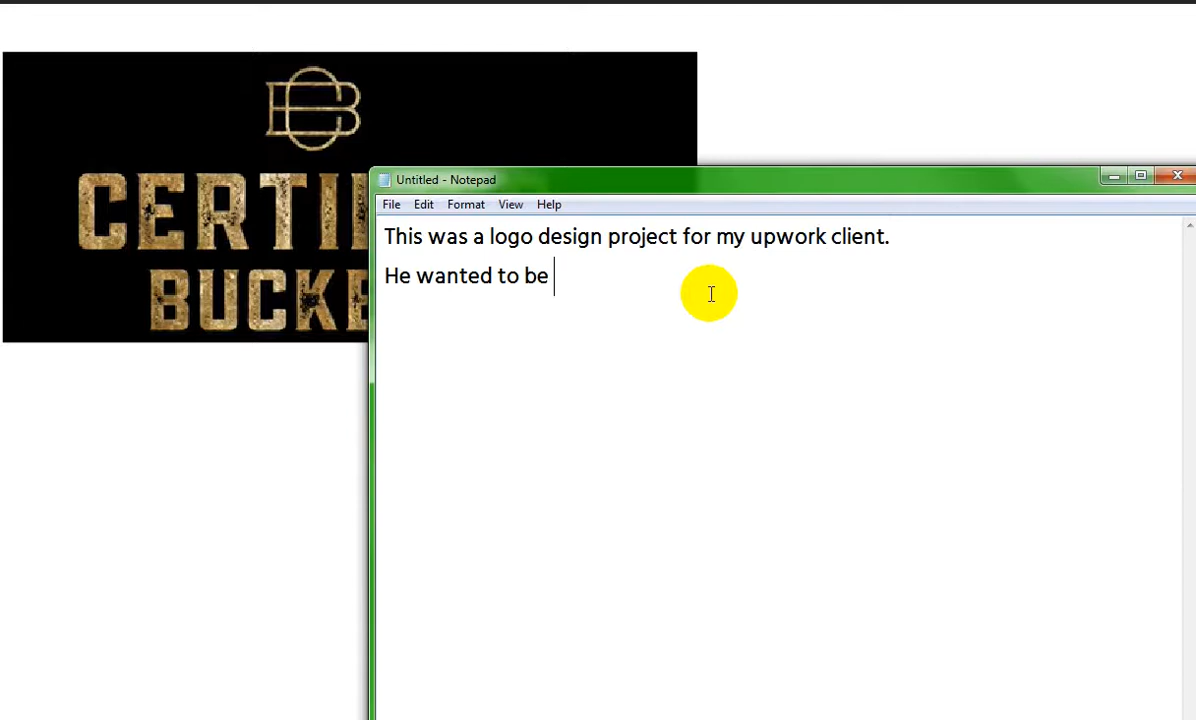 CB
CERTI
BUCKE
Untitled - Notepad
File Edit Format View Help
This was a logo design project for my upwork client.
He wanted to be